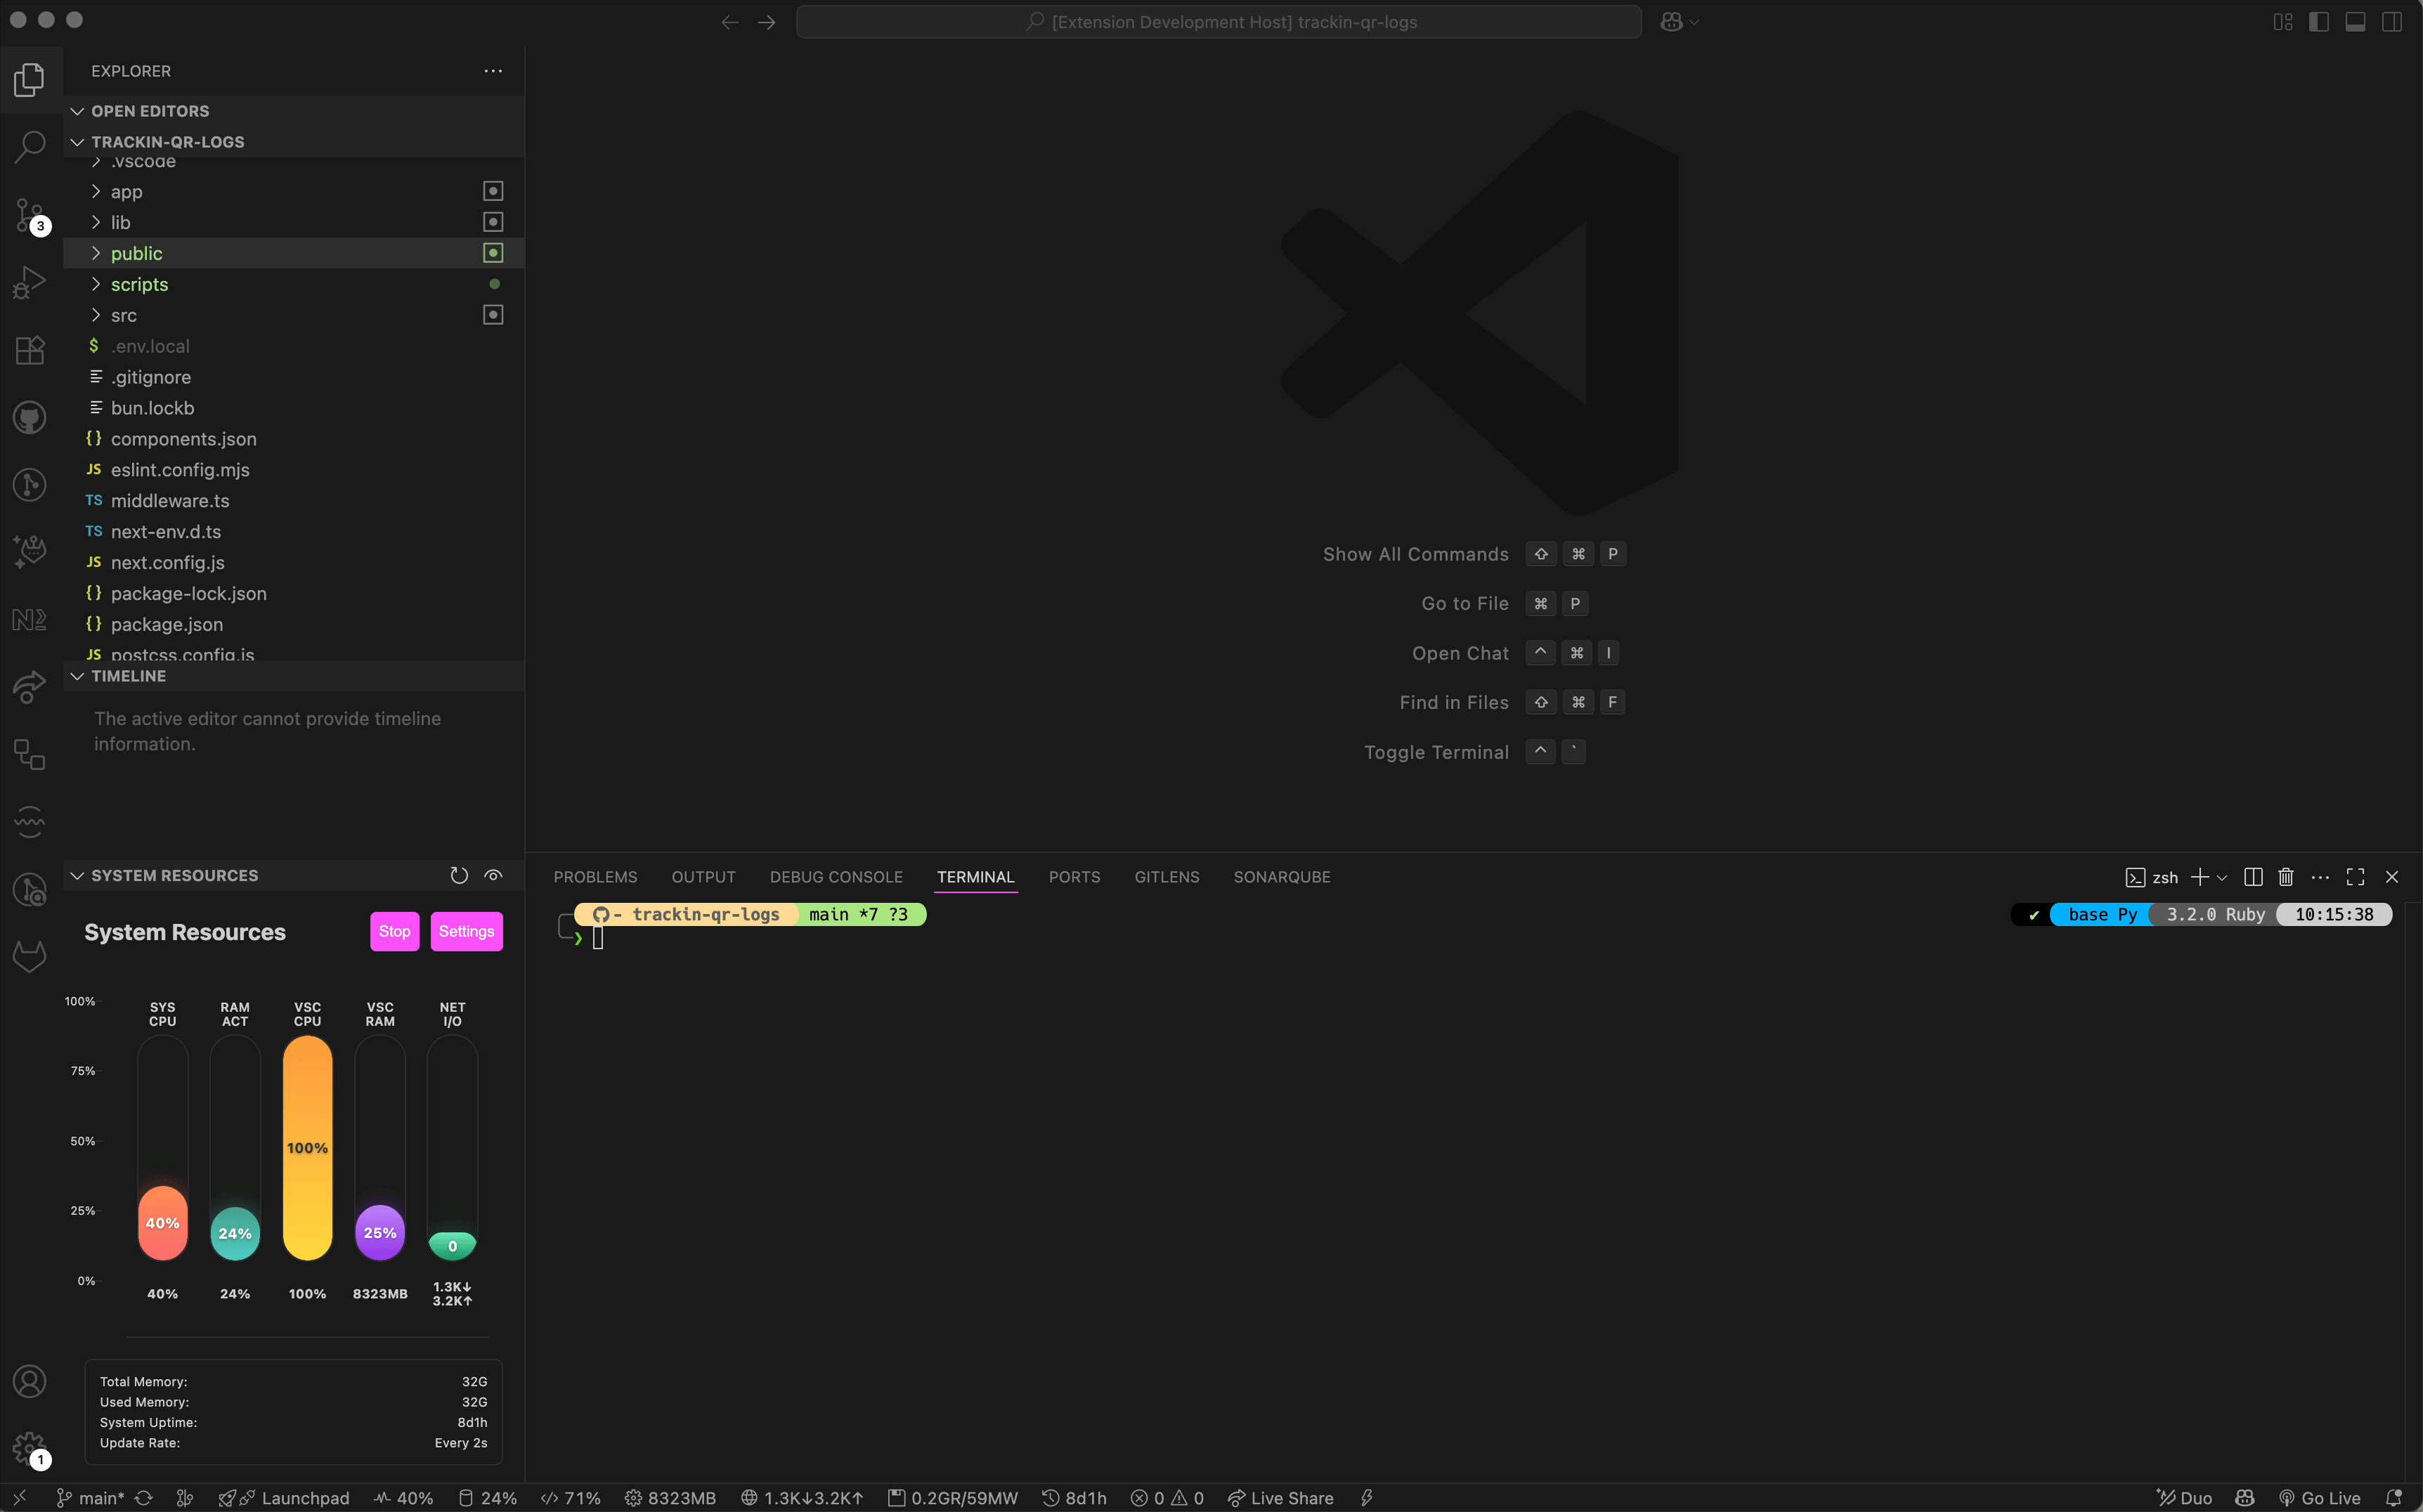 [Extension Development Host] trackin-qr-logs
EXPLORER
OPEN EDITORS
TRACKIN-QR-LOGS
.vscode
app
lib
public
scripts
src
$ .env.local
.gitignore
bun.lockb
{} components.json
JS eslint.config.mjs
TS middleware.ts
TS next-env.d.ts
JS next.config.js
{} package-lock.json
{} package.json
JS postcss.config.js
TIMELINE
The active editor cannot provide timeline
information.
3
1
Show All Commands ⇧ ⌘ P
Go to File ⌘ P
Open Chat ^ ⌘ I
Find in Files ⇧ ⌘ F
Toggle Terminal ^ `
SYSTEM RESOURCES
System Resources
Stop
Settings
100%
75%
50%
25%
0%
SYS
CPU
RAM
ACT
VSC
CPU
VSC
RAM
NET
I/O
40%
24%
100%
25%
0
40%
24%
100%
8323MB
1.3K↓
3.2K↑
Total Memory: 32G
Used Memory: 32G
System Uptime: 8d1h
Update Rate: Every 2s
PROBLEMS OUTPUT DEBUG CONSOLE TERMINAL PORTS GITLENS SONARQUBE
zsh
- trackin-qr-logs main *7 ?3
❯
✔ base Py 3.2.0 Ruby 10:15:38
main* Launchpad 40% 24% </> 71% 8323MB 1.3K↓3.2K↑ 0.2GR/59MW 8d1h 0 0 Live Share
Duo Go Live